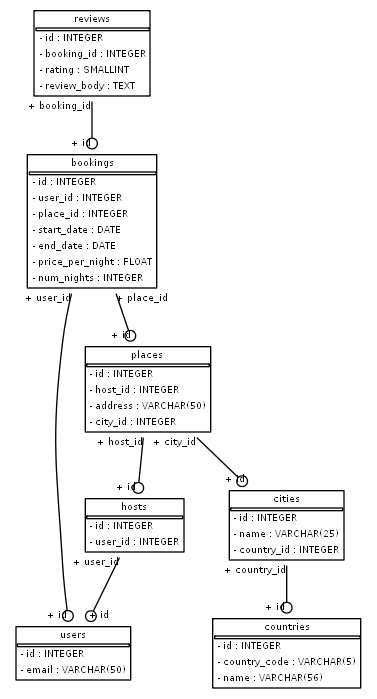 reviews
- id : INTEGER
- booking_id : INTEGER
- rating : SMALLINT
- review_body : TEXT
+ booking_id
+ id
bookings
- id : INTEGER
- user_id : INTEGER
- place_id : INTEGER
- start_date : DATE
- end_date : DATE
- price_per_night : FLOAT
- num_nights : INTEGER
+ user_id + place_id
+ id
places
- id : INTEGER
- host_id : INTEGER
- address : VARCHAR(50)
- city_id : INTEGER
+ host_id + city_id
+ id
+ id
hosts
- id : INTEGER
- user_id : INTEGER
+ user_id
cities
- id : INTEGER
- name : VARCHAR(25)
- country_id : INTEGER
+ country_id
+ id
+ id + id
users
- id : INTEGER
- email : VARCHAR(50)
countries
- id : INTEGER
- country_code : VARCHAR(5)
- name : VARCHAR(56)